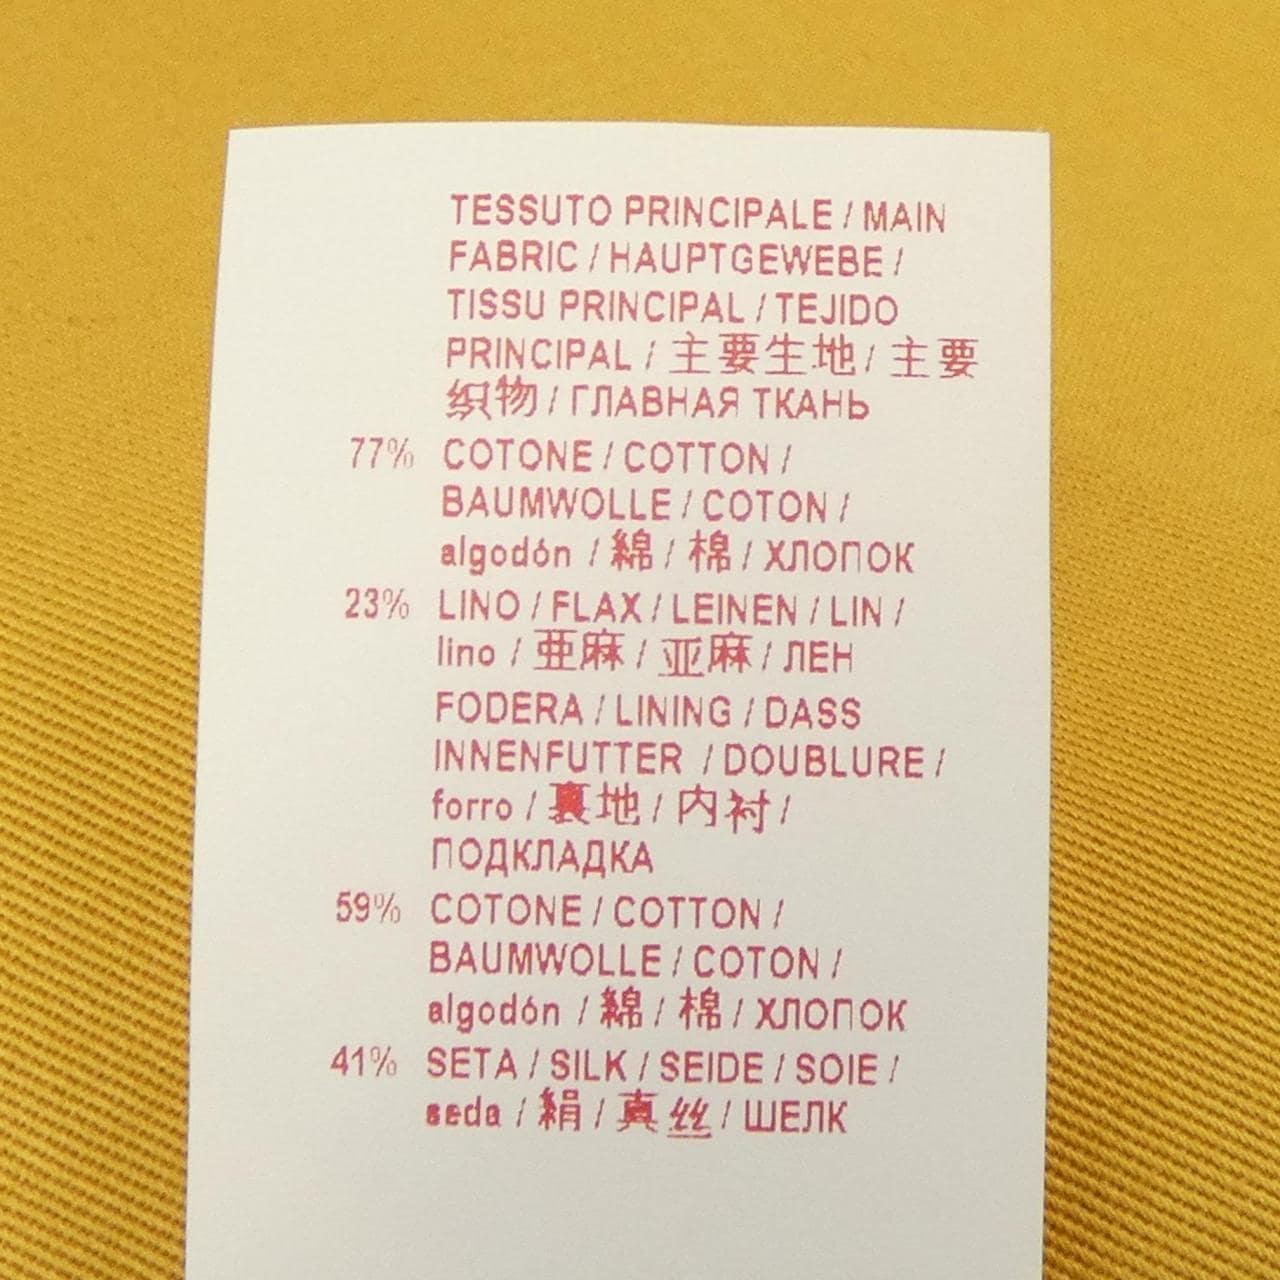 TESSUTO PRINCIPALE / MAIN
FABRIC / HAUPTGEWEBE /
TISSU PRINCIPAL / TEJIDO
PRINCIPAL / 主要生地 / 主要
织物 / ГЛАВНАЯ ТКАНЬ
77% COTONE / COTTON /
BAUMWOLLE / COTON /
algodón / 綿 / 棉 / ХЛОПОК
23% LINO / FLAX / LEINEN / LIN /
lino / 亜麻 / 亚麻 / ЛЕН
FODERA / LINING / DASS
INNENFUTTER / DOUBLURE /
forro / 裏地 / 内衬 /
ПОДКЛАДКА
59% COTONE / COTTON /
BAUMWOLLE / COTON /
algodón / 綿 / 棉 / ХЛОПОК
41% SETA / SILK / SEIDE / SOIE /
seda / 絹 / 真丝 / ШЕЛК